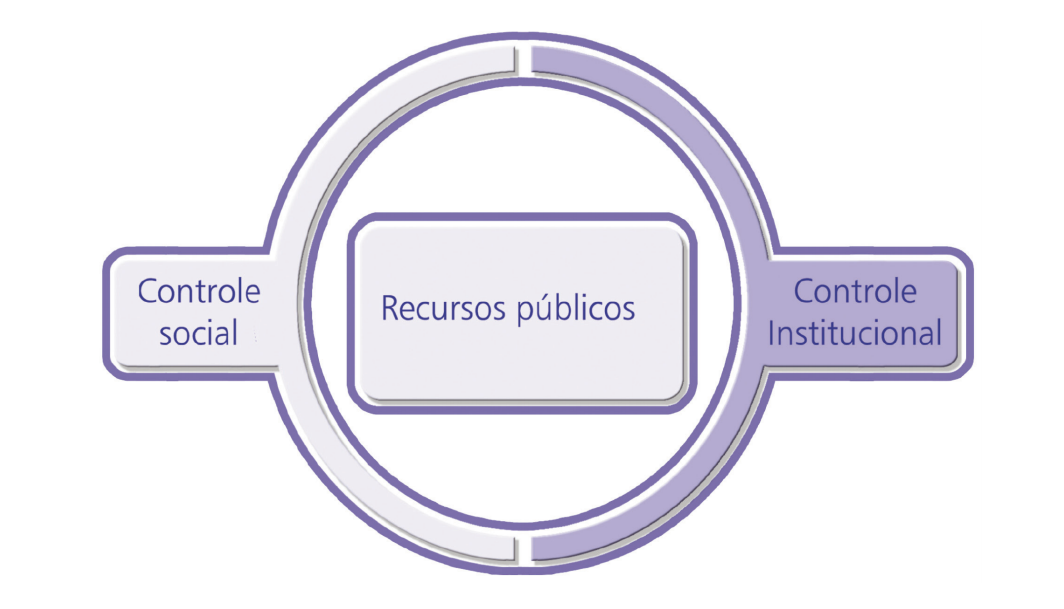 Controle
social
Recursos públicos
Controle
Institucional